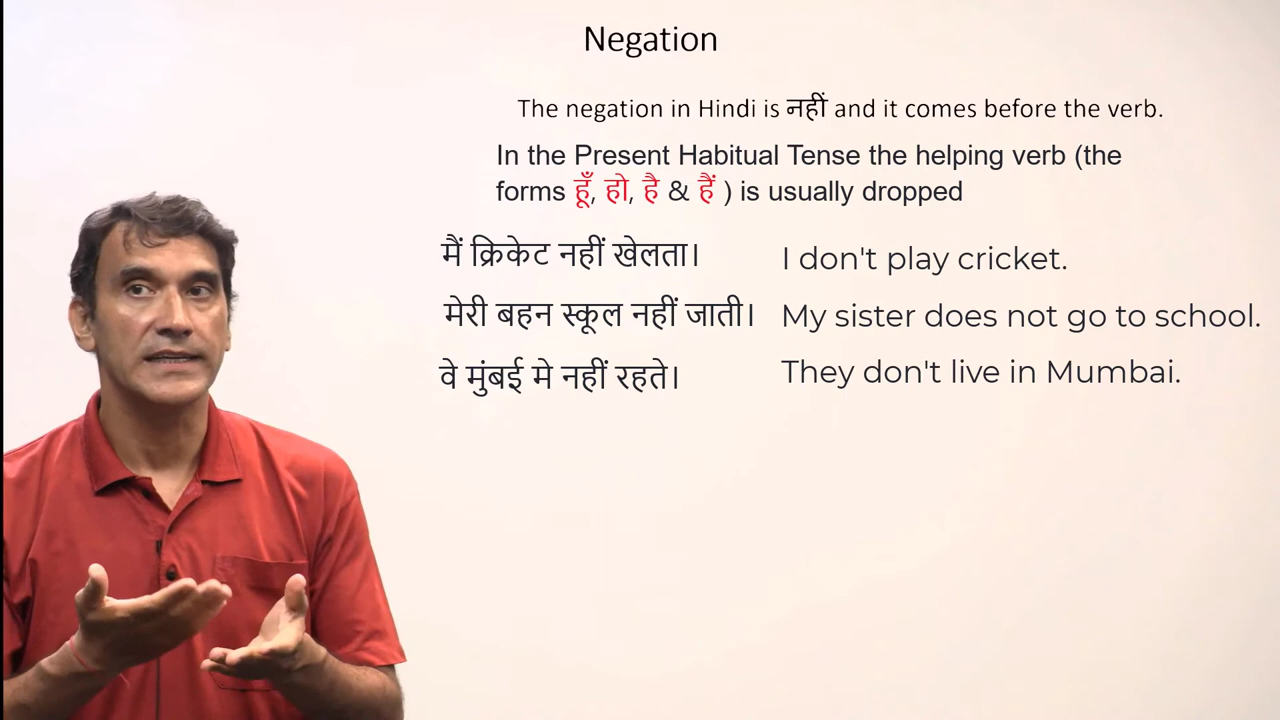 Negation
The negation in Hindi is नहीं and it comes before the verb.
In the Present Habitual Tense the helping verb (the
forms हूँ, हो, है & हैं ) is usually dropped
मैं क्रिकेट नहीं खेलता। I don't play cricket.
मेरी बहन स्कूल नहीं जाती। My sister does not go to school.
वे मुंबई मे नहीं रहते। They don't live in Mumbai.